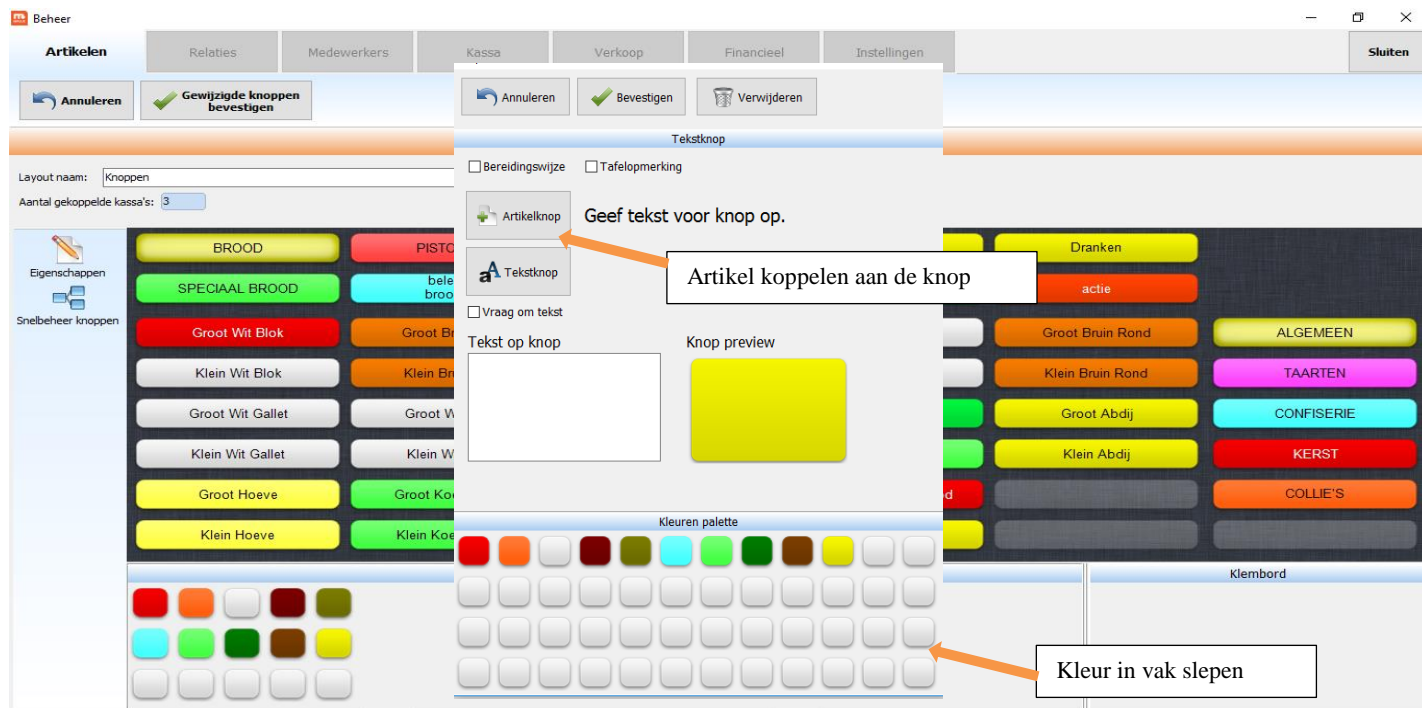 Beheer
Artikelen
Relaties
Medewerkers
Kassa
Verkoop
Financieel
Instellingen
Sluiten
Annuleren
Gewijzigde knoppen
bevestigen
Annuleren
Bevestigen
Verwijderen
Tekstknop
Bereidingswijze
Tafelopmerking
Layout naam: Knoppen
Aantal gekoppelde kassa's: 3
Artikelknop
Geef tekst voor knop op.
Artikel koppelen aan de knop
aA Tekstknop
Vraag om tekst
Tekst op knop
Knop preview
Eigenschappen
Snelbeheer knoppen
BROOD
PISTO
Dranken
SPECIAAL BROOD
bele
broo
actie
Groot Wit Blok
Groot Br
Groot Bruin Rond
ALGEMEEN
Klein Wit Blok
Klein Bru
Klein Bruin Rond
TAARTEN
Groot Wit Gallet
Groot W
Groot Abdij
CONFISERIE
Klein Wit Gallet
Klein W
Klein Abdij
KERST
Groot Hoeve
Groot Ko
d
COLLIE'S
Klein Hoeve
Klein Koe
Kleuren palette
Klembord
Kleur in vak slepen